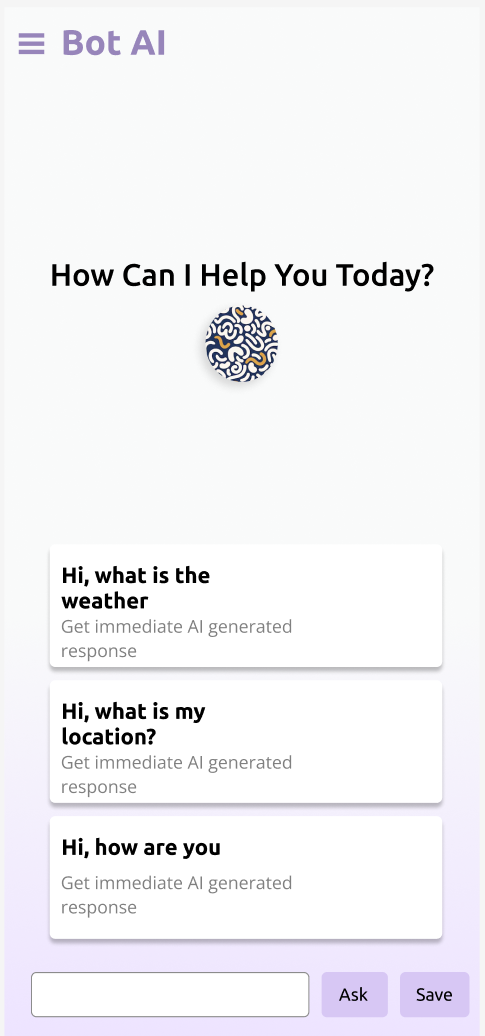 Bot AI
How Can I Help You Today?
Hi, what is the
weather
Get immediate AI generated
response
Hi, what is my
location?
Get immediate AI generated
response
Hi, how are you
Get immediate AI generated
response
Ask
Save